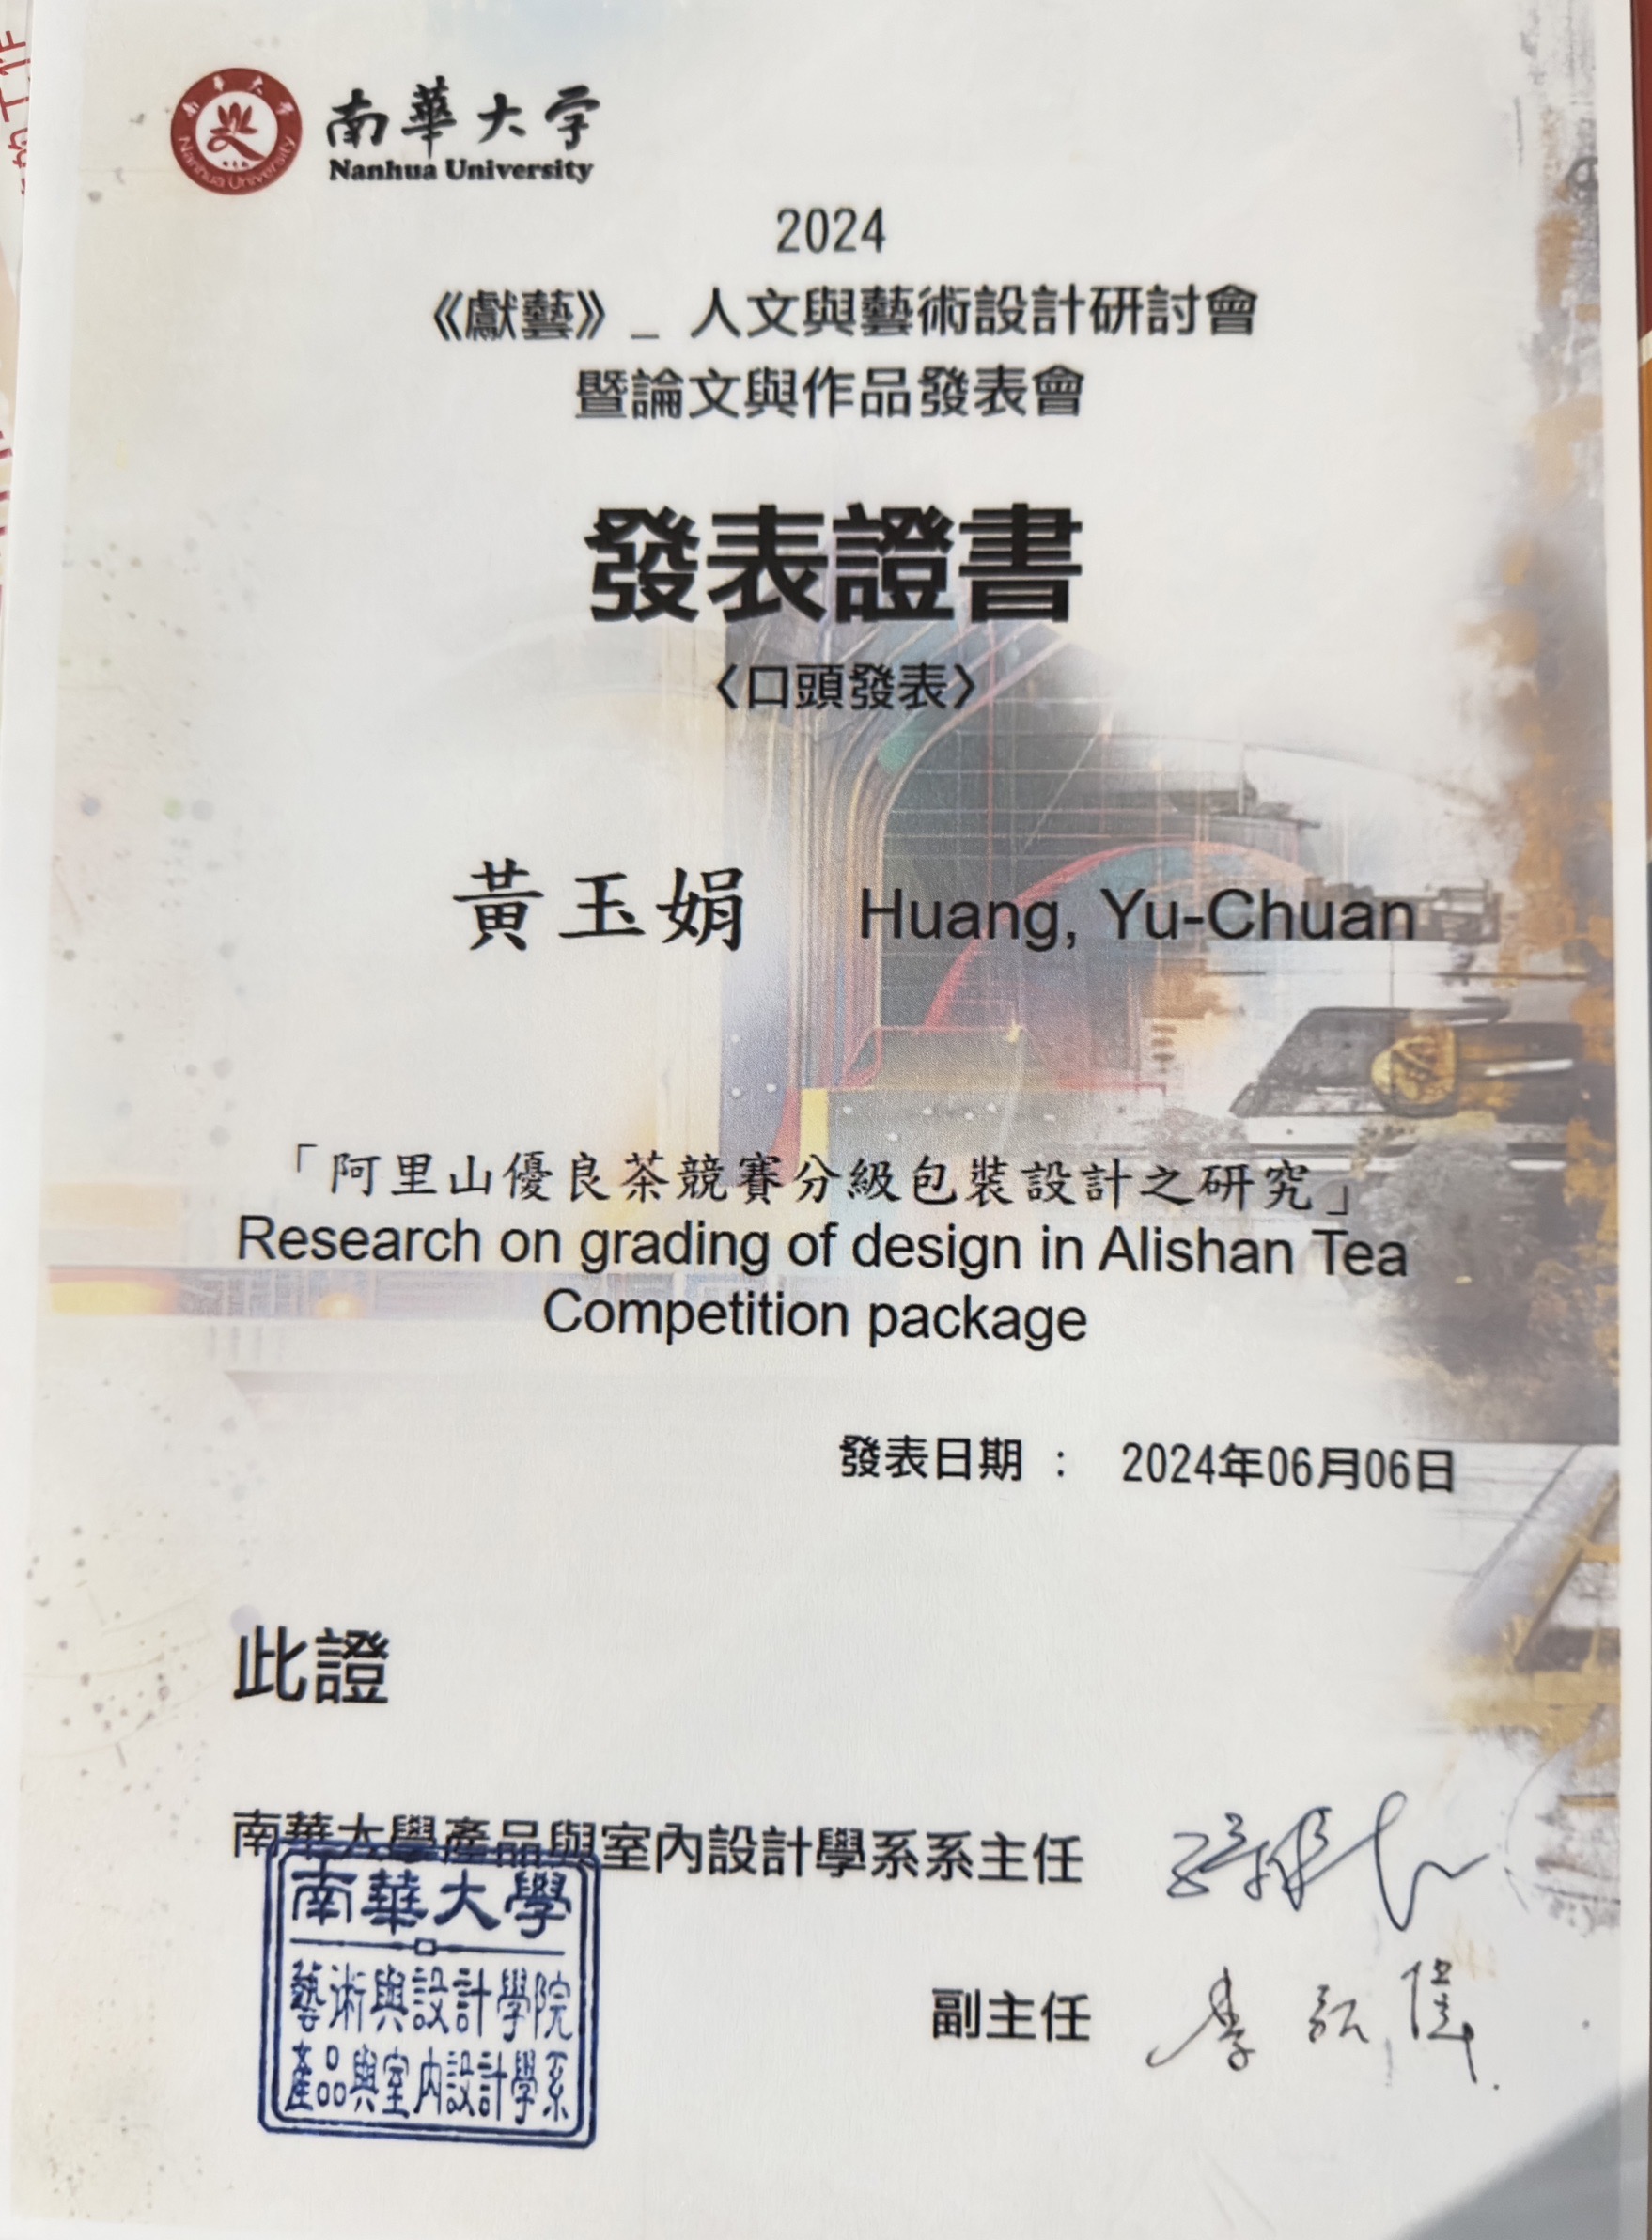 南華大学
Nanhua University
2024
《獻藝》_ 人文與藝術設計研討會
暨論文與作品發表會
發表證書
〈口頭發表〉
黃玉娟 Huang, Yu-Chuan
「阿里山優良茶競賽分級包裝設計之研究」
Research on grading of design in Alishan Tea
Competition package
發表日期 : 2024年06月06日
此證
南華大學產品與室內設計學系系主任
副主任
南華大學
藝術與設計學院
產品與室內設計學系